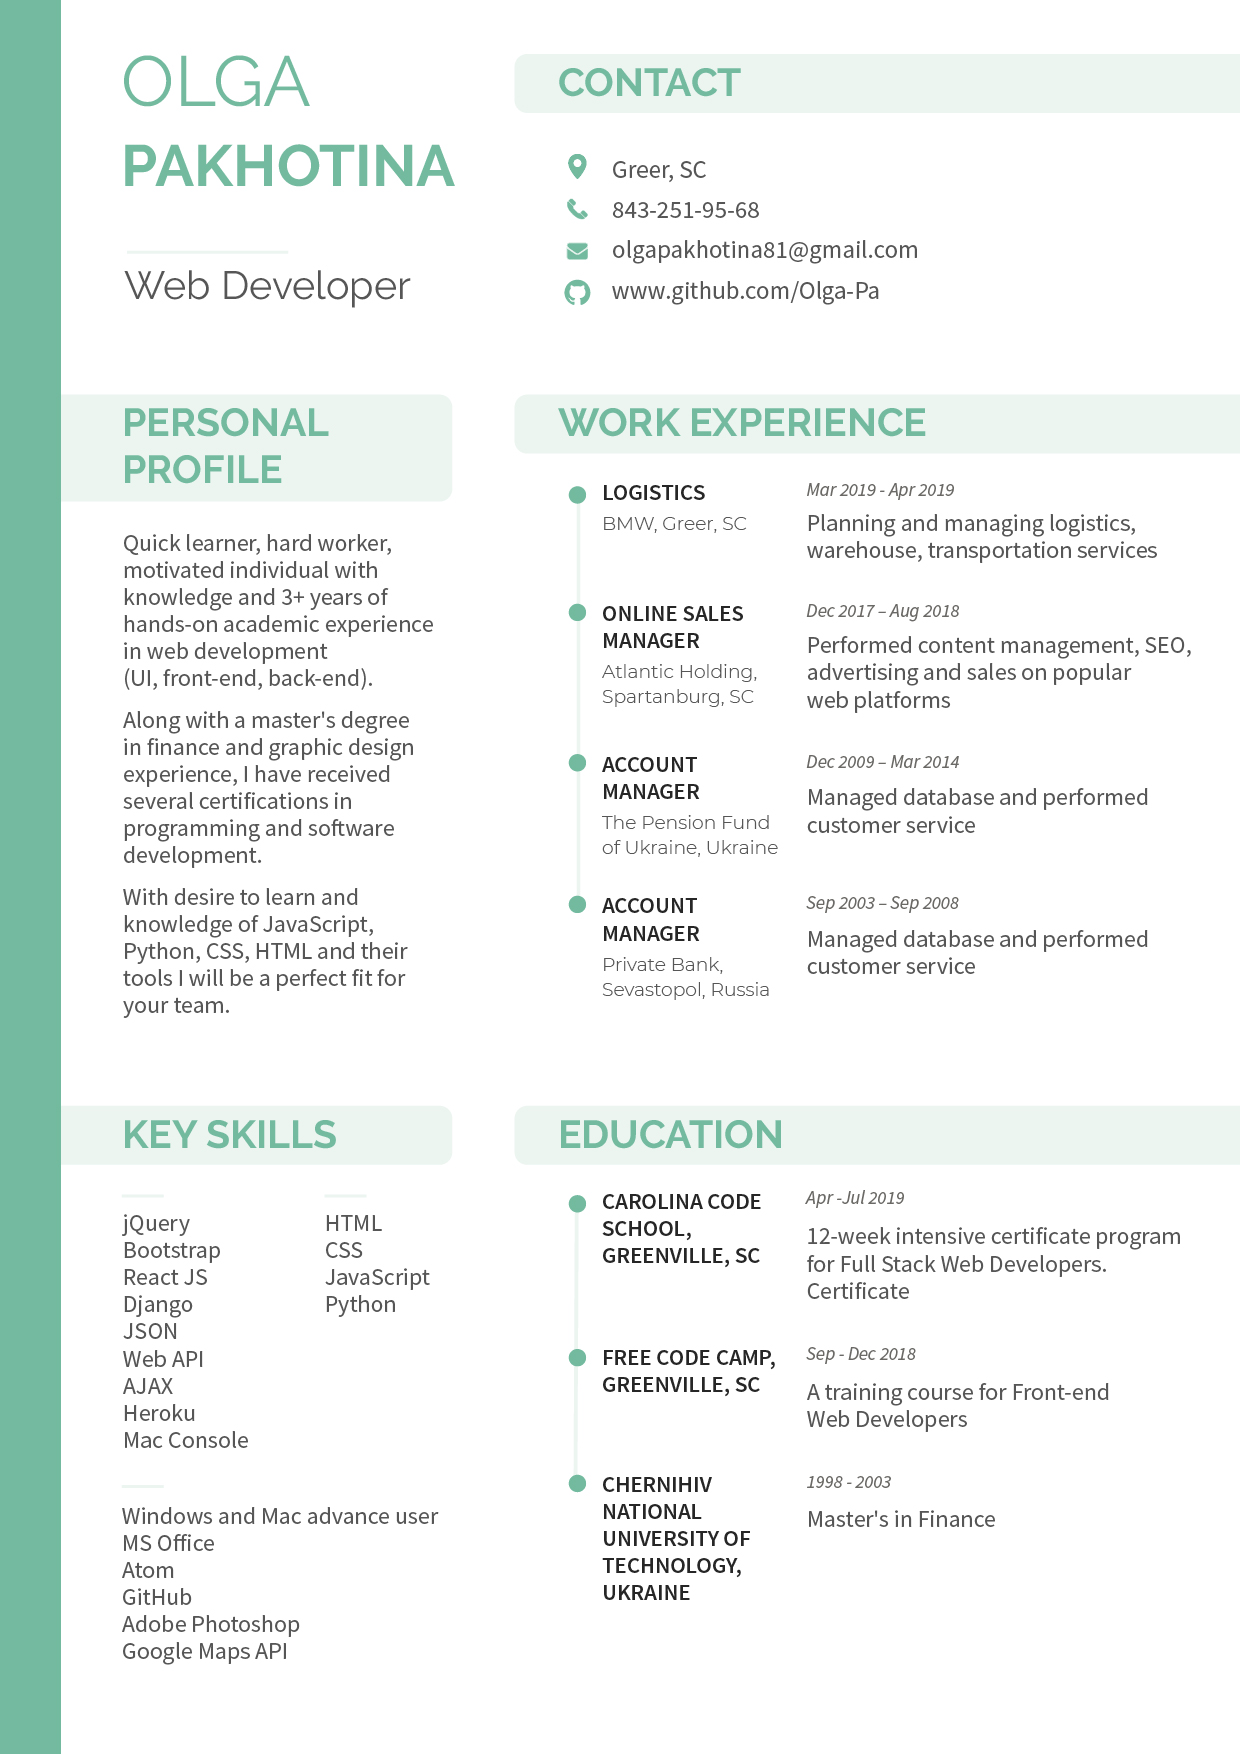 OLGA
PAKHOTINA
Web Developer
CONTACT
Greer, SC
843-251-95-68
olgapakhotina81@gmail.com
www.github.com/Olga-Pa
PERSONAL
PROFILE
Quick learner, hard worker,
motivated individual with
knowledge and 3+ years of
hands-on academic experience
in web development
(UI, front-end, back-end).
Along with a master's degree
in finance and graphic design
experience, I have received
several certifications in
programming and software
development.
With desire to learn and
knowledge of JavaScript,
Python, CSS, HTML and their
tools I will be a perfect fit for
your team.
WORK EXPERIENCE
LOGISTICS
BMW, Greer, SC
Mar 2019 - Apr 2019
Planning and managing logistics,
warehouse, transportation services
ONLINE SALES
MANAGER
Atlantic Holding,
Spartanburg, SC
Dec 2017 – Aug 2018
Performed content management, SEO,
advertising and sales on popular
web platforms
ACCOUNT
MANAGER
The Pension Fund
of Ukraine, Ukraine
Dec 2009 – Mar 2014
Managed database and performed
customer service
ACCOUNT
MANAGER
Private Bank,
Sevastopol, Russia
Sep 2003 – Sep 2008
Managed database and performed
customer service
KEY SKILLS
jQuery
Bootstrap
React JS
Django
JSON
Web API
AJAX
Heroku
Mac Console
HTML
CSS
JavaScript
Python
Windows and Mac advance user
MS Office
Atom
GitHub
Adobe Photoshop
Google Maps API
EDUCATION
CAROLINA CODE
SCHOOL,
GREENVILLE, SC
Apr -Jul 2019
12-week intensive certificate program
for Full Stack Web Developers.
Certificate
FREE CODE CAMP,
GREENVILLE, SC
Sep - Dec 2018
A training course for Front-end
Web Developers
CHERNIHIV
NATIONAL
UNIVERSITY OF
TECHNOLOGY,
UKRAINE
1998 - 2003
Master's in Finance